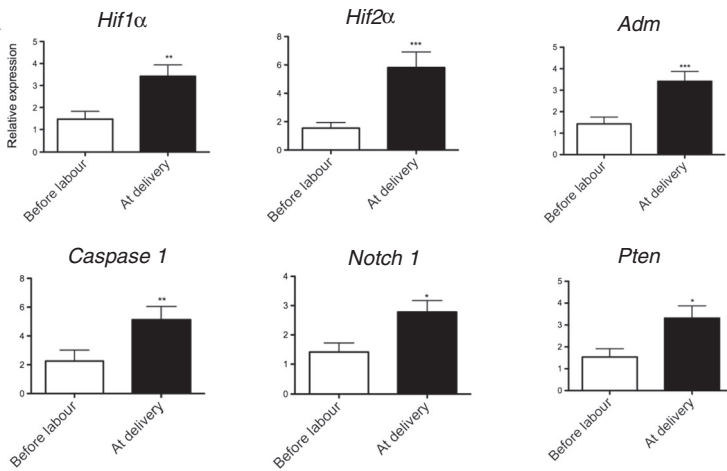 Hif1α
Relative expression
5
4
3
2
1
0
**
Before labour
At delivery
Hif2α
8
6
4
2
0
***
Before labour
At delivery
Adm
5
4
3
2
1
0
***
Before labour
At delivery
Caspase 1
8
6
4
2
0
**
Before labour
At delivery
Notch 1
4
3
2
1
0
*
Before labour
At delivery
Pten
5
4
3
2
1
0
*
Before labour
At delivery